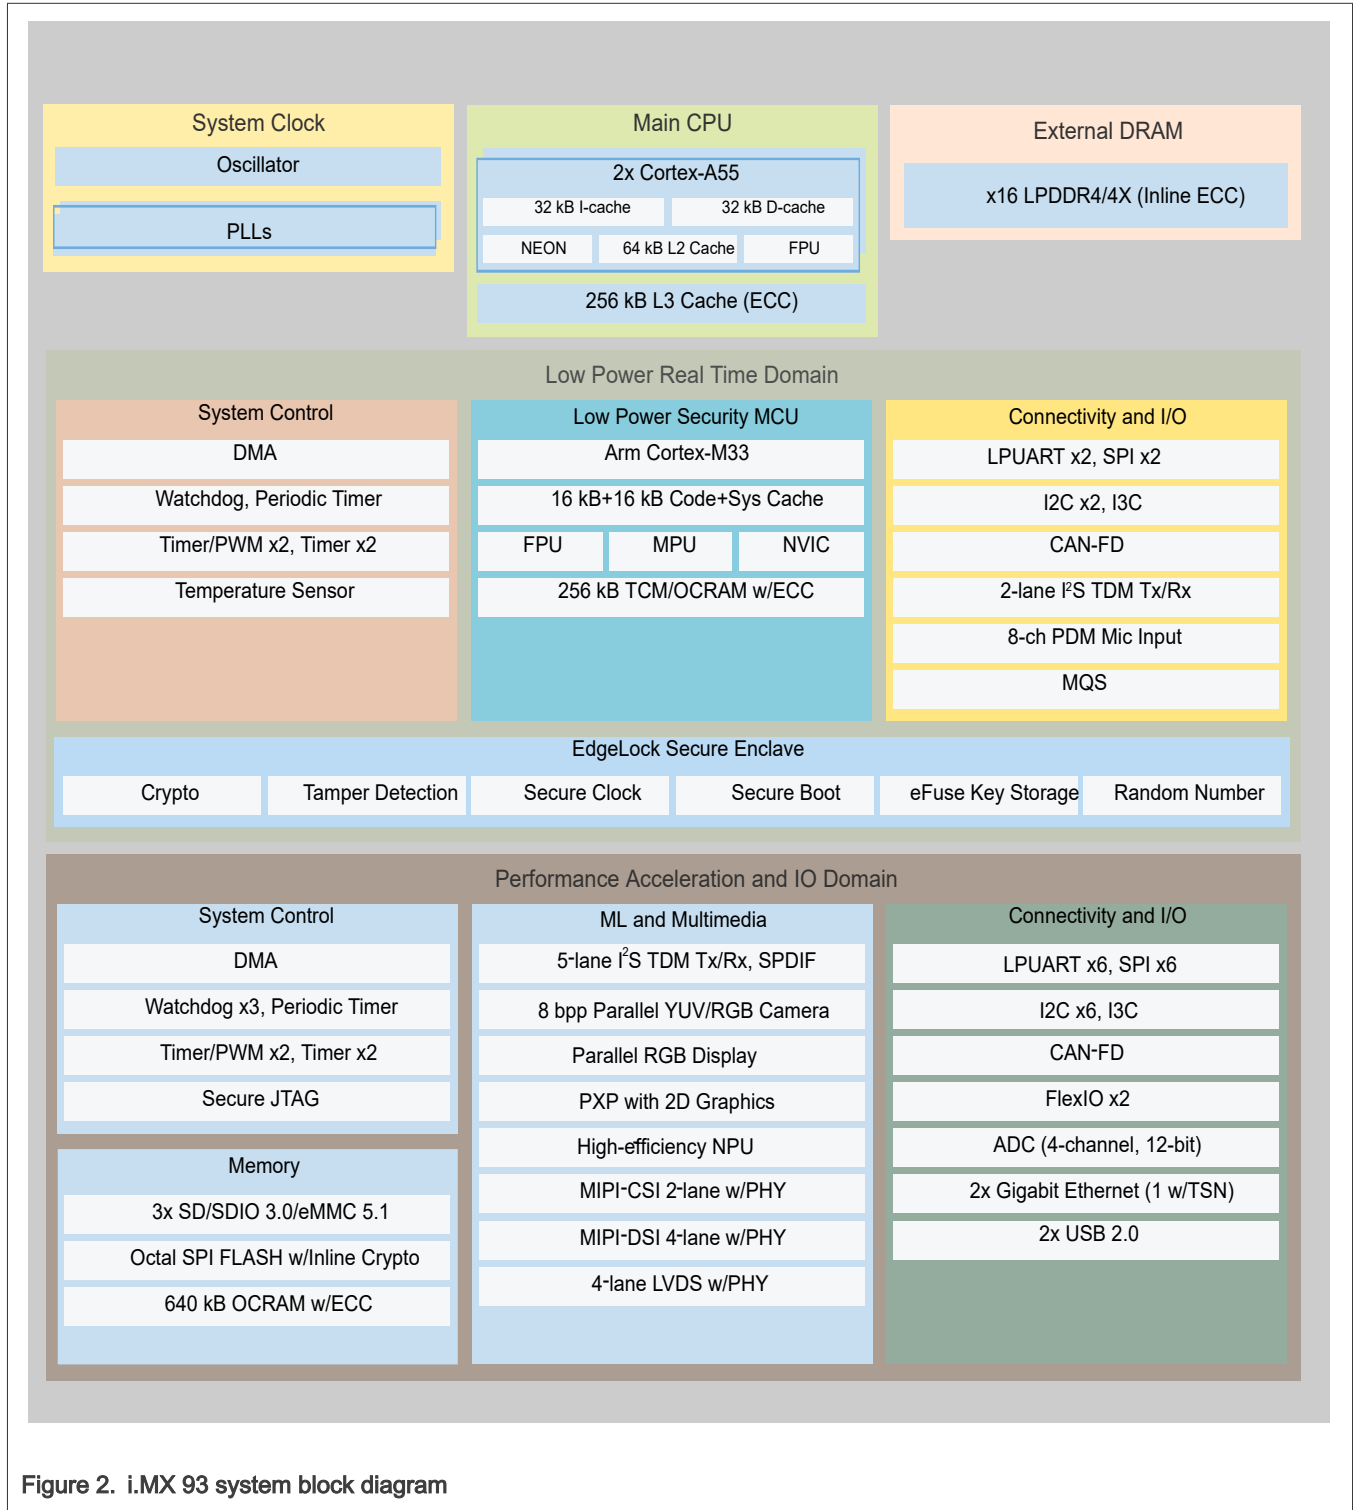 System Clock
Oscillator
PLLs
Main CPU
2x Cortex-A55
32 kB I-cache
32 kB D-cache
NEON
64 kB L2 Cache
FPU
256 kB L3 Cache (ECC)
External DRAM
x16 LPDDR4/4X (Inline ECC)
Low Power Real Time Domain
System Control
DMA
Watchdog, Periodic Timer
Timer/PWM x2, Timer x2
Temperature Sensor
Low Power Security MCU
Arm Cortex-M33
16 kB+16 kB Code+Sys Cache
FPU
MPU
NVIC
256 kB TCM/OCRAM w/ECC
Connectivity and I/O
LPUART x2, SPI x2
I2C x2, I3C
CAN-FD
2-lane I²S TDM Tx/Rx
8-ch PDM Mic Input
MQS
EdgeLock Secure Enclave
Crypto
Tamper Detection
Secure Clock
Secure Boot
eFuse Key Storage
Random Number
Performance Acceleration and IO Domain
System Control
DMA
Watchdog x3, Periodic Timer
Timer/PWM x2, Timer x2
Secure JTAG
Memory
3x SD/SDIO 3.0/eMMC 5.1
Octal SPI FLASH w/Inline Crypto
640 kB OCRAM w/ECC
ML and Multimedia
5-lane I²S TDM Tx/Rx, SPDIF
8 bpp Parallel YUV/RGB Camera
Parallel RGB Display
PXP with 2D Graphics
High-efficiency NPU
MIPI-CSI 2-lane w/PHY
MIPI-DSI 4-lane w/PHY
4-lane LVDS w/PHY
Connectivity and I/O
LPUART x6, SPI x6
I2C x6, I3C
CAN-FD
FlexIO x2
ADC (4-channel, 12-bit)
2x Gigabit Ethernet (1 w/TSN)
2x USB 2.0
Figure 2. i.MX 93 system block diagram